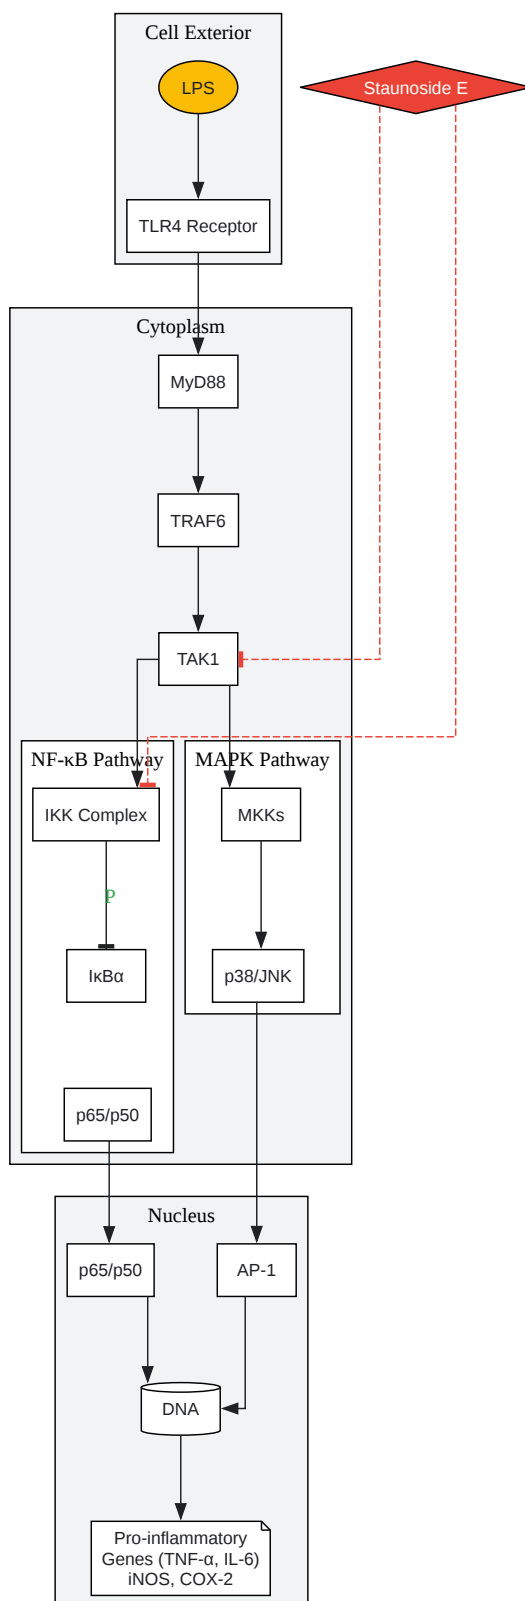 Cell Exterior
LPS
Staunoside E
TLR4 Receptor
Cytoplasm
MyD88
TRAF6
TAK1
NF-κB Pathway
MAPK Pathway
IKK Complex
MKKs
P
IκBα
p38/JNK
p65/p50
Nucleus
p65/p50
AP-1
DNA
Pro-inflammatory
Genes (TNF-α, IL-6)
iNOS, COX-2